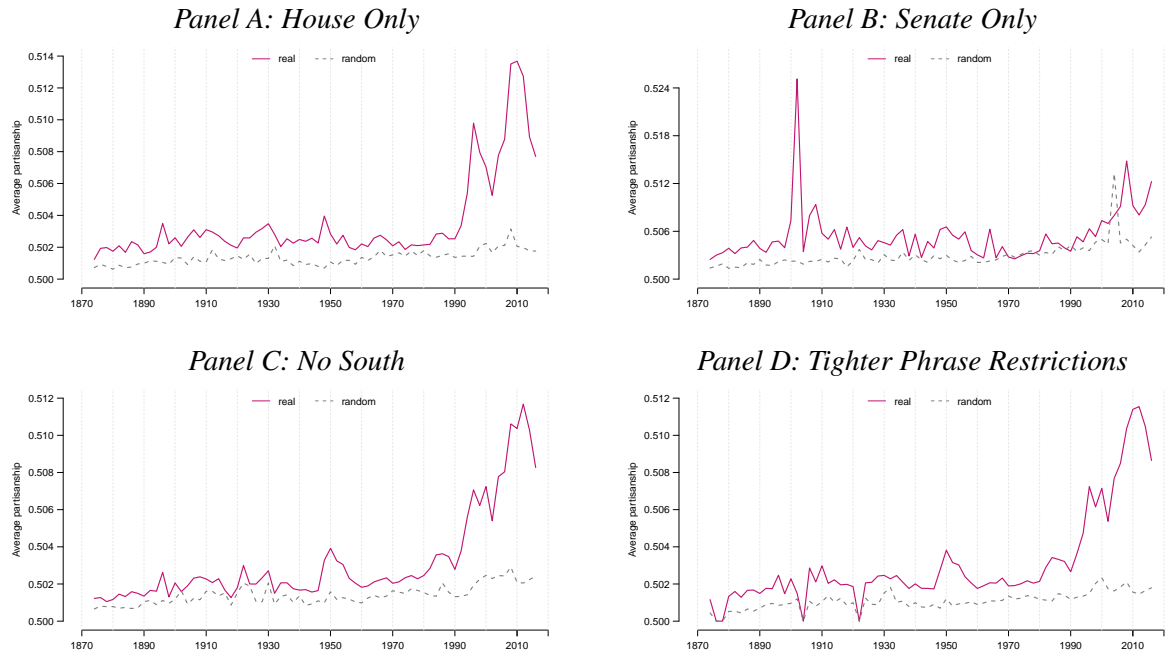 Panel A: House Only
real random
Average partisanship
0.514
0.512
0.510
0.508
0.506
0.504
0.502
0.500
1870 1890 1910 1930 1950 1970 1990 2010
Panel B: Senate Only
real random
Average partisanship
0.524
0.518
0.512
0.506
0.500
1870 1890 1910 1930 1950 1970 1990 2010
Panel C: No South
real random
Average partisanship
0.512
0.510
0.508
0.506
0.504
0.502
0.500
1870 1890 1910 1930 1950 1970 1990 2010
Panel D: Tighter Phrase Restrictions
real random
Average partisanship
0.512
0.510
0.508
0.506
0.504
0.502
0.500
1870 1890 1910 1930 1950 1970 1990 2010